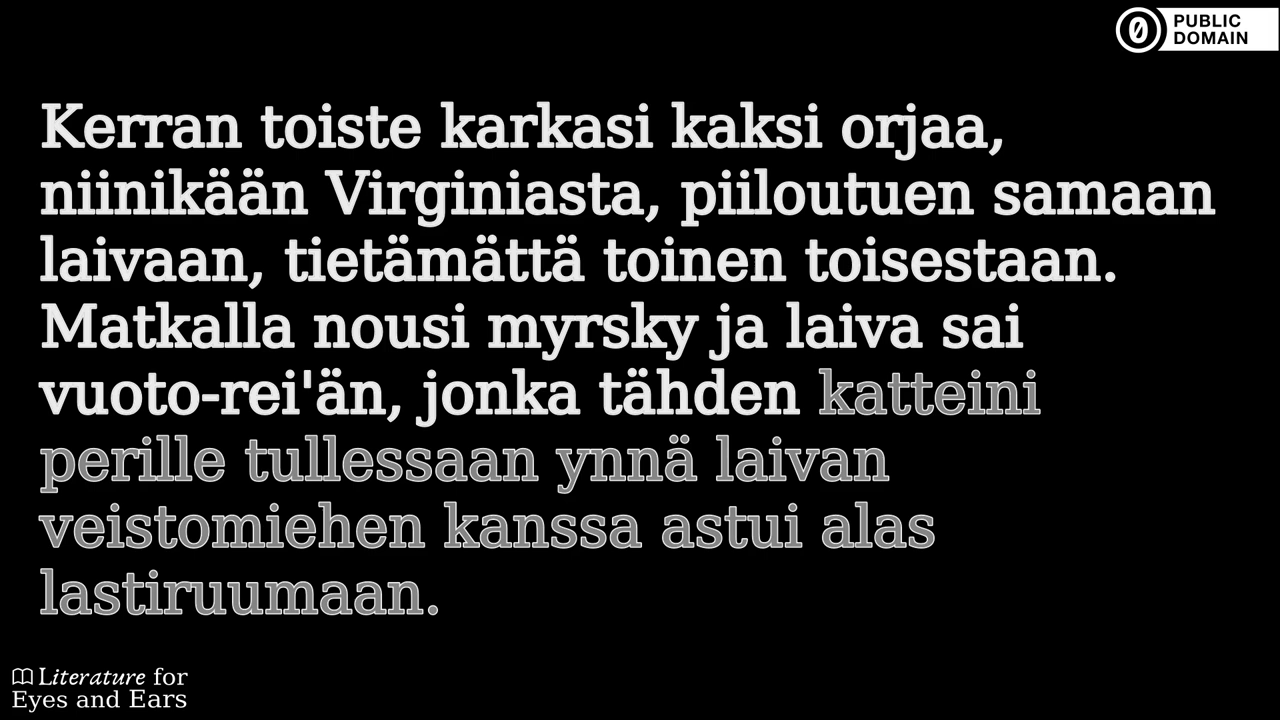 PUBLIC
DOMAIN
Kerran toiste karkasi kaksi orjaa,
niinikään Virginiasta, piiloutuen samaan
laivaan, tietämättä toinen toisestaan.
Matkalla nousi myrsky ja laiva sai
vuoto-rei'än, jonka tähden katteini
perille tullessaan ynnä laivan
veistomiehen kanssa astui alas
lastiruumaan.
Literature for
Eyes and Ears